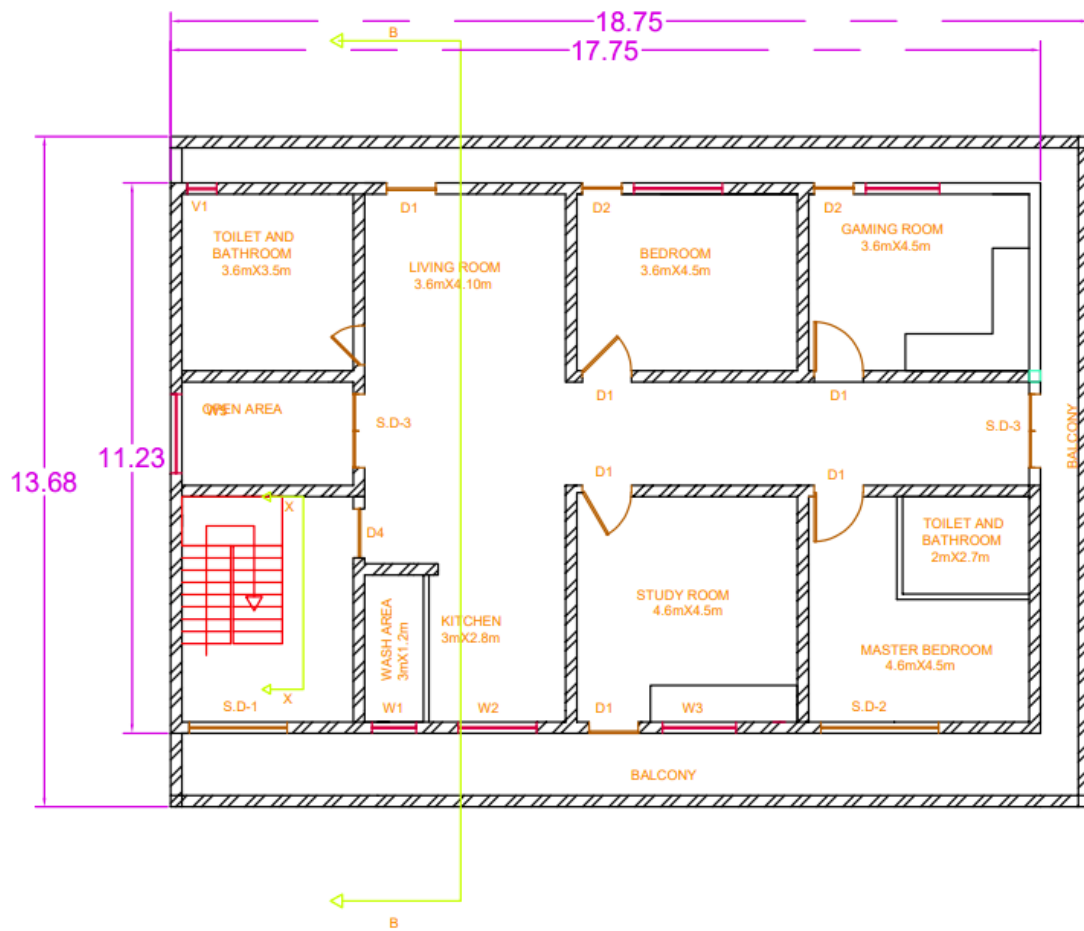 18.75
B
17.75
V1
D1
D2
D2
TOILET AND
BATHROOM
3.6mX3.5m
LIVING ROOM
3.6mX4.10m
BEDROOM
3.6mX4.5m
GAMING ROOM
3.6mX4.5m
D1
D1
OPEN AREA
W3
S.D-3
S.D-3
BALCONY
11.23
13.68
D1
D1
X
D4
TOILET AND
BATHROOM
2mX2.7m
WASH AREA
3mX1.2m
KITCHEN
3mX2.8m
STUDY ROOM
4.6mX4.5m
MASTER BEDROOM
4.6mX4.5m
X
S.D-1
W1
W2
D1
W3
S.D-2
BALCONY
B